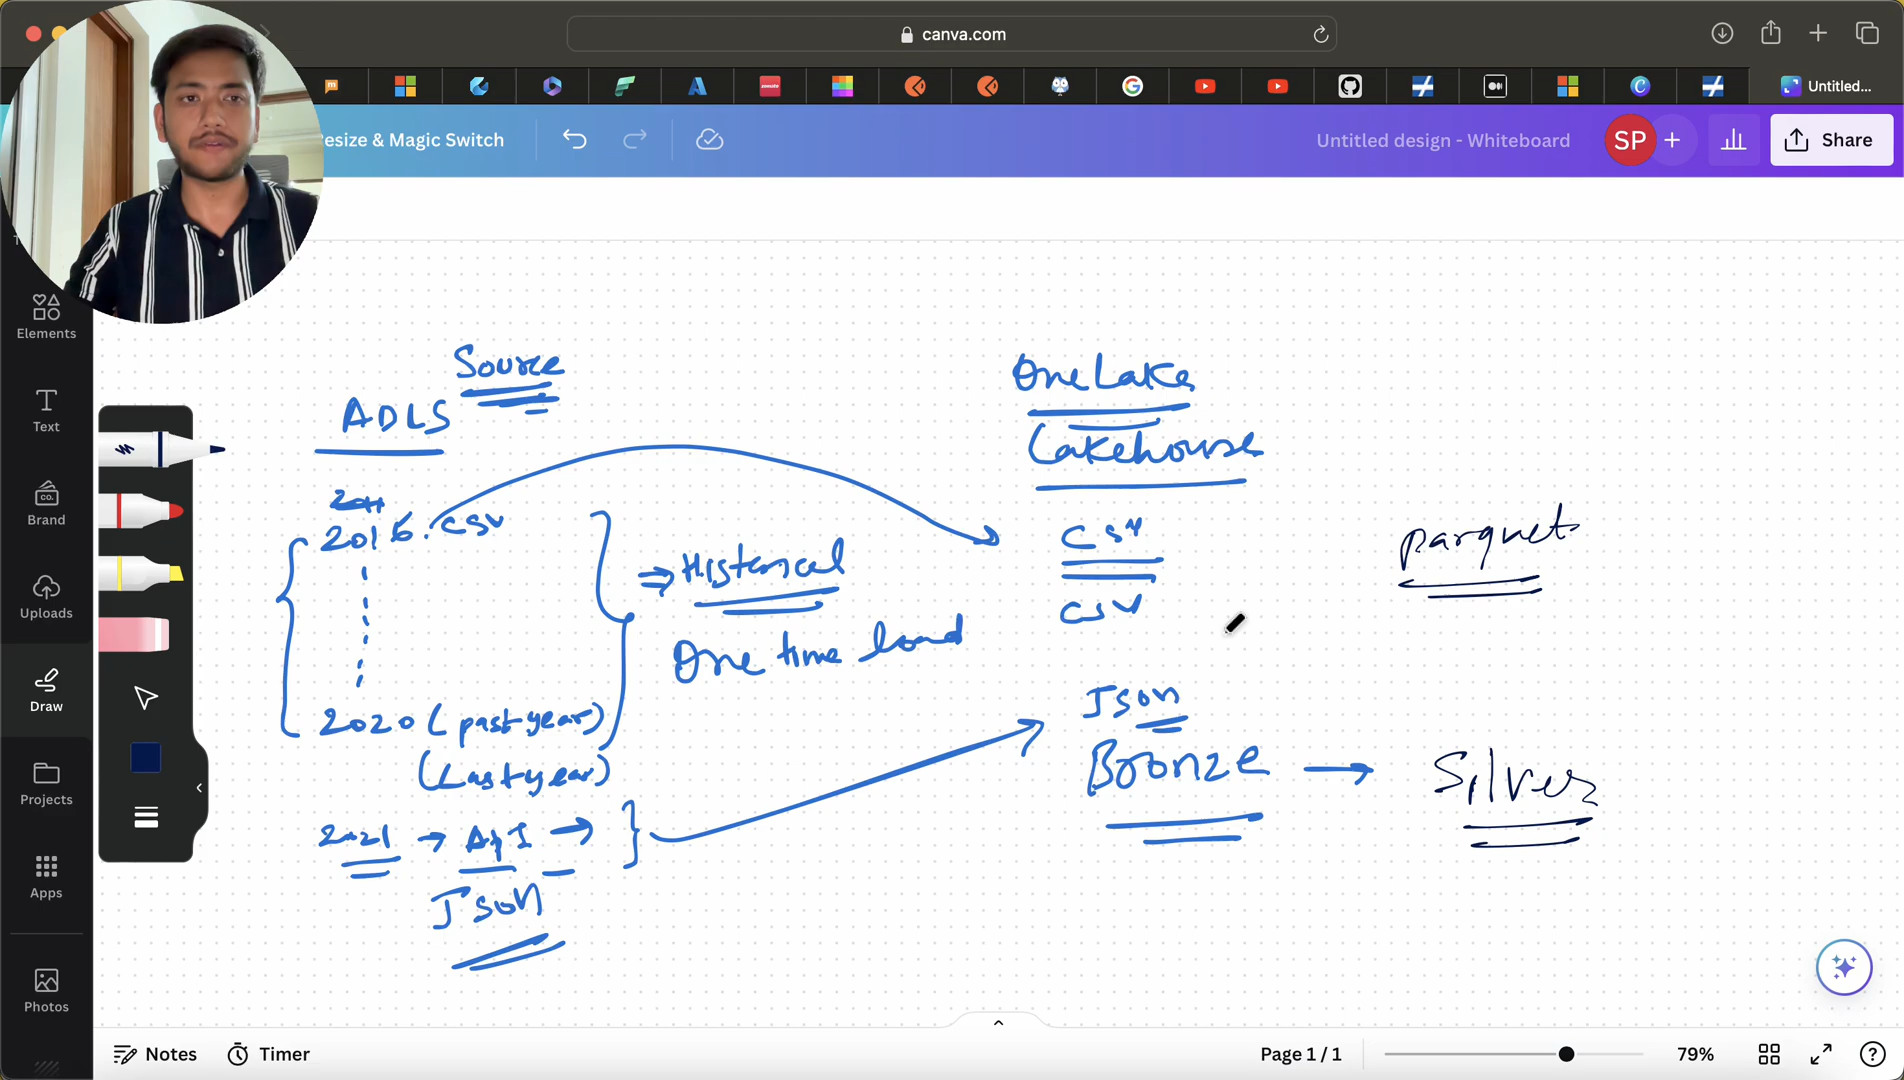 canva.com
Untitled...
esize & Magic Switch
Untitled design - Whiteboard
SP
Share
Elements
Text
CO.
Brand
Uploads
Draw
Projects
Apps
Photos
Source
ADLS
2016.csv
2020 (past year)
(Last year)
2021 → API →
Json
⇒ Historical
One time load
OneLake
Lakehouse
CSV
CSV
Json
Bronze →
parquet
Silver
Notes
Timer
Page 1 / 1
79%